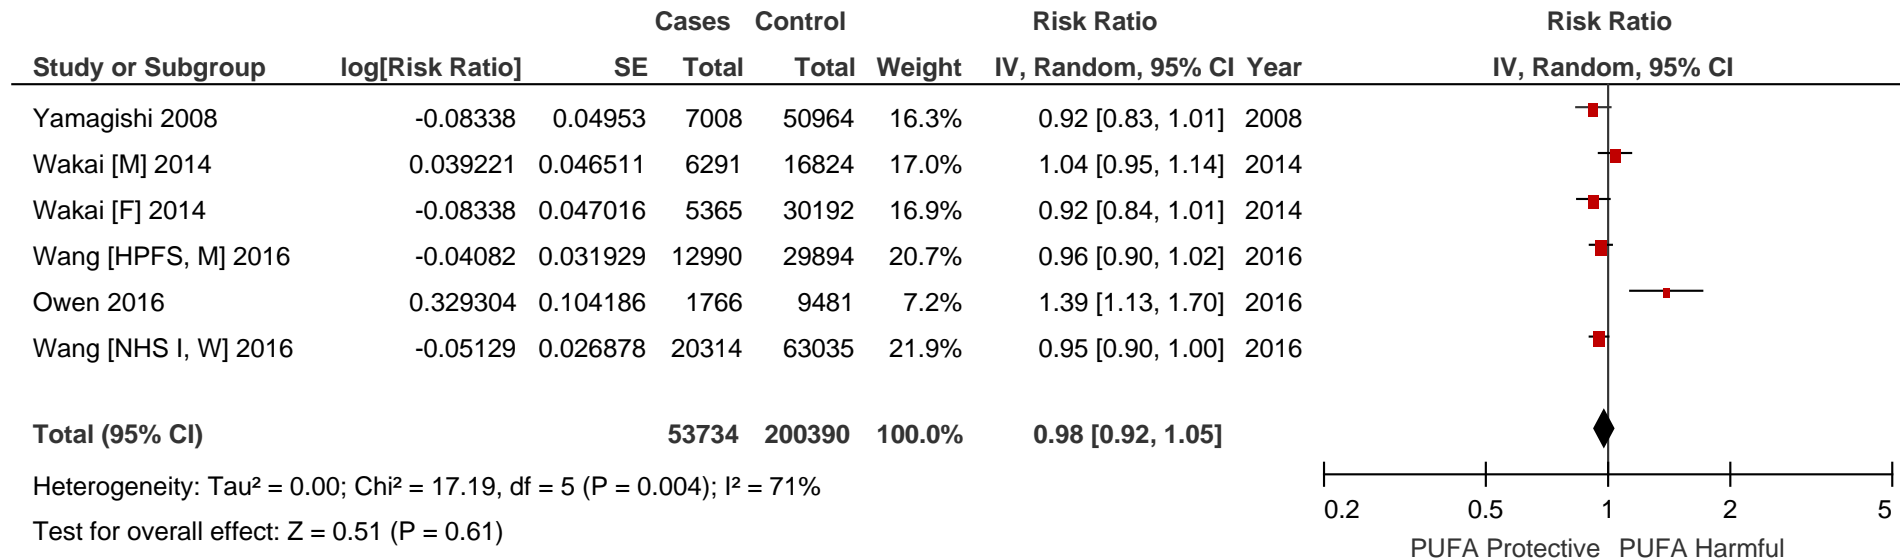 Cases Control Risk Ratio Risk Ratio
Study or Subgroup log[Risk Ratio] SE Total Total Weight IV, Random, 95% CI Year IV, Random, 95% CI
Yamagishi 2008 -0.08338 0.04953 7008 50964 16.3% 0.92 [0.83, 1.01] 2008
Wakai [M] 2014 0.039221 0.046511 6291 16824 17.0% 1.04 [0.95, 1.14] 2014
Wakai [F] 2014 -0.08338 0.047016 5365 30192 16.9% 0.92 [0.84, 1.01] 2014
Wang [HPFS, M] 2016 -0.04082 0.031929 12990 29894 20.7% 0.96 [0.90, 1.02] 2016
Owen 2016 0.329304 0.104186 1766 9481 7.2% 1.39 [1.13, 1.70] 2016
Wang [NHS I, W] 2016 -0.05129 0.026878 20314 63035 21.9% 0.95 [0.90, 1.00] 2016
Total (95% CI) 53734 200390 100.0% 0.98 [0.92, 1.05]
Heterogeneity: Tau² = 0.00; Chi² = 17.19, df = 5 (P = 0.004); I² = 71%
Test for overall effect: Z = 0.51 (P = 0.61)
0.2 0.5 1 2 5
PUFA Protective PUFA Harmful